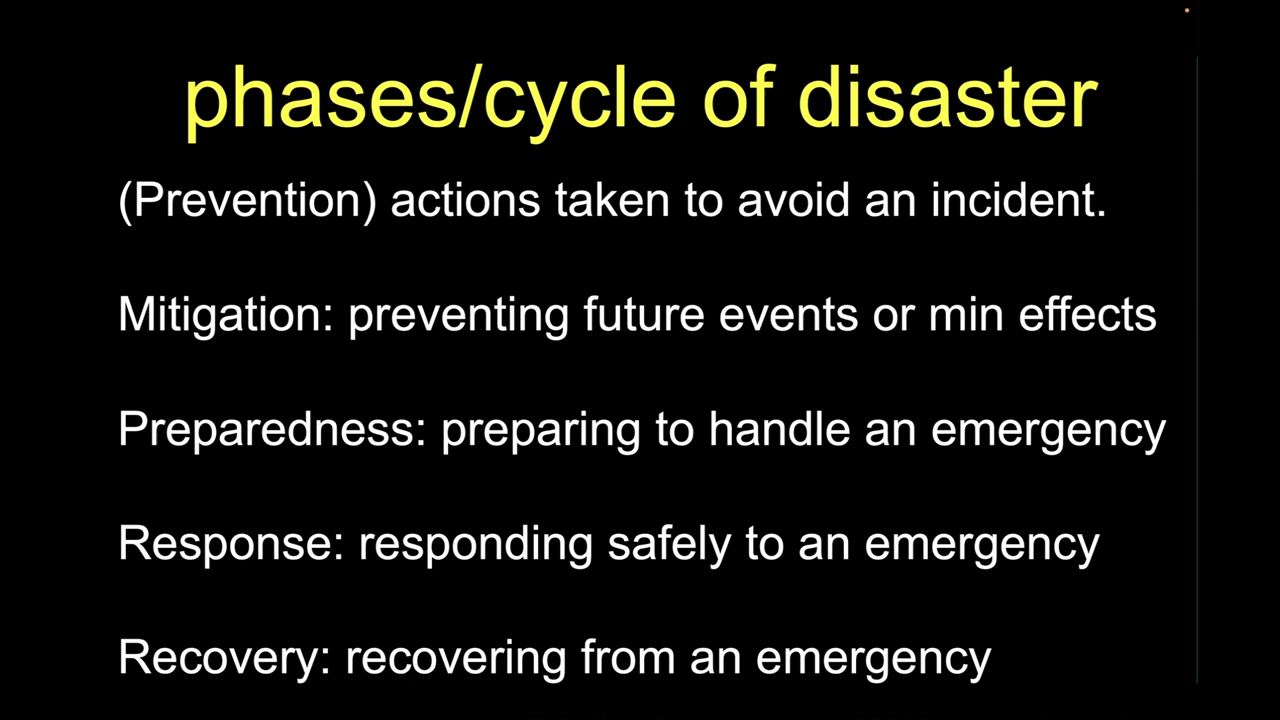 phases/cycle of disaster
(Prevention) actions taken to avoid an incident.
Mitigation: preventing future events or min effects
Preparedness: preparing to handle an emergency
Response: responding safely to an emergency
Recovery: recovering from an emergency